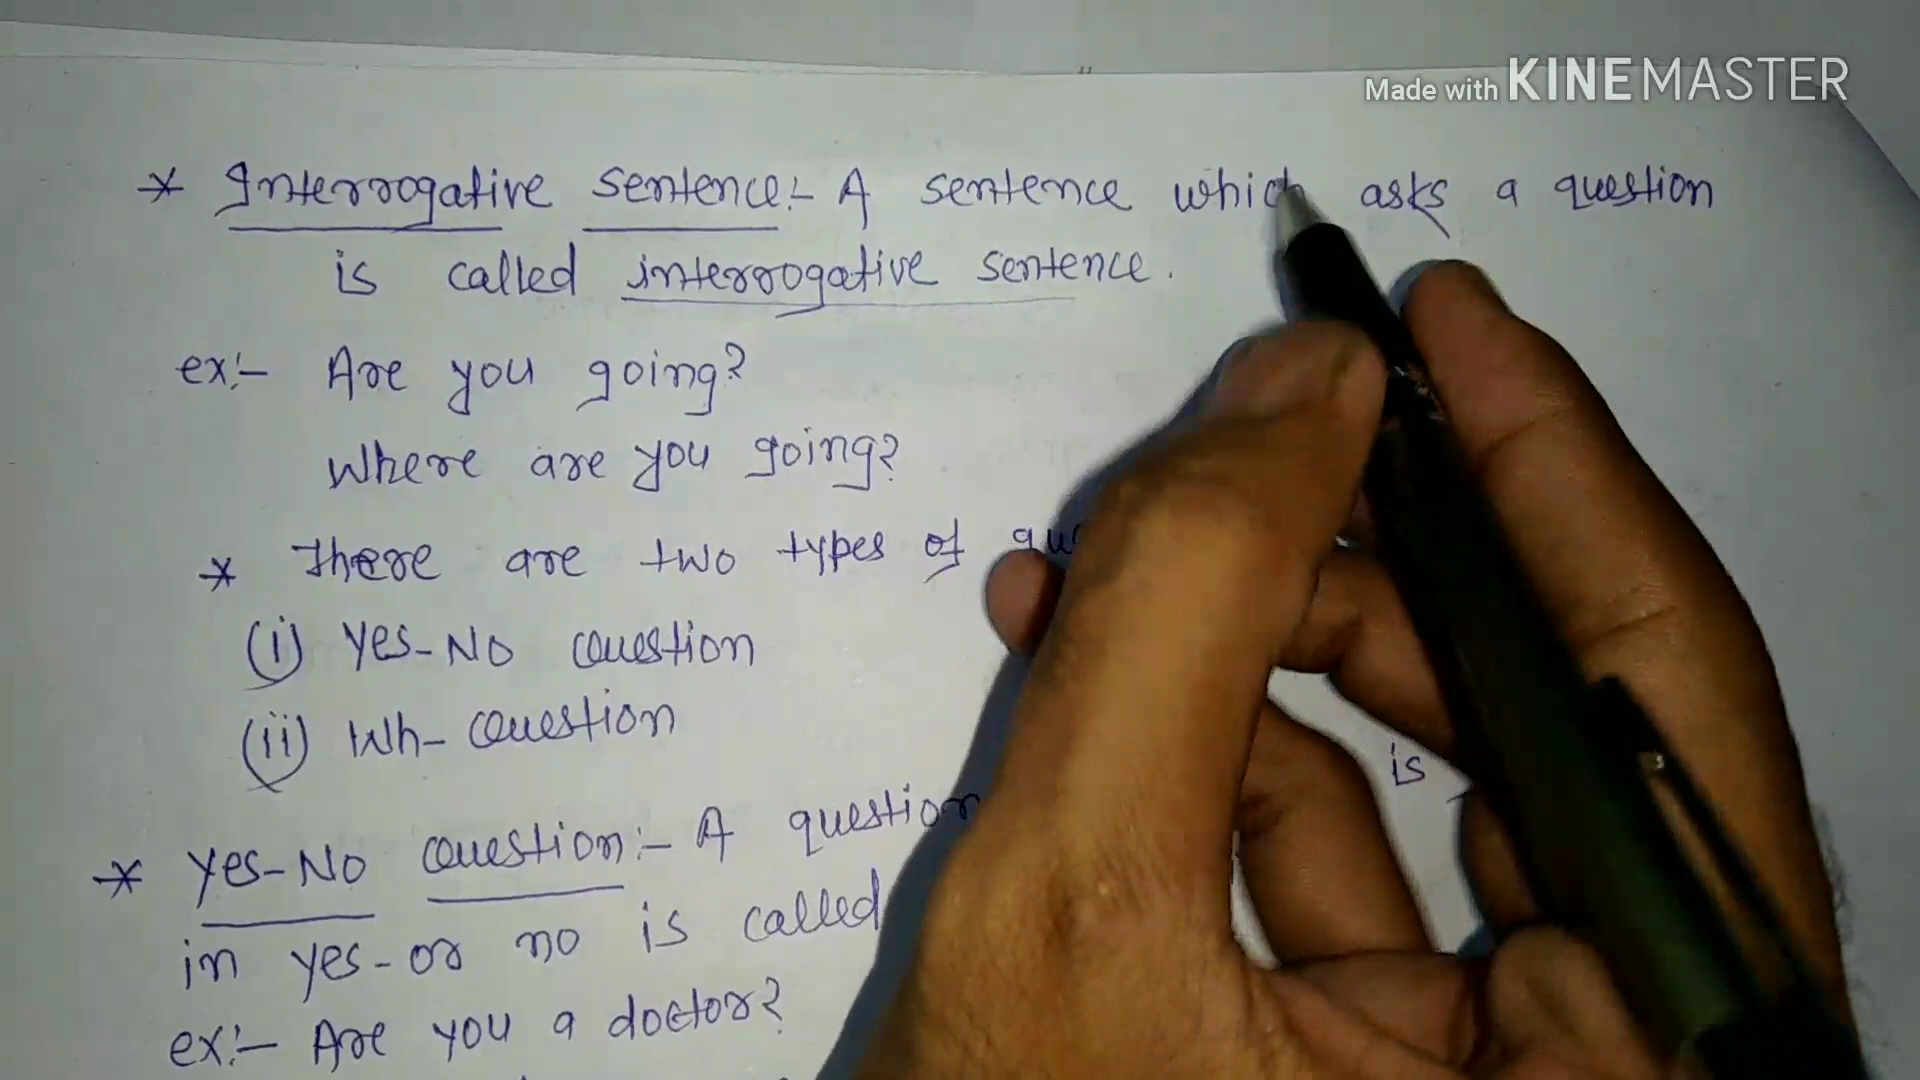 Made with KINEMASTER
* Interrogative sentence:- A sentence which asks a question
is called interrogative sentence.
ex:- Are you going?
Where are you going?
* There are two types of
(i) Yes-No Question
(ii) Wh- Question
is
* Yes-No Question:- A question
in yes-or no is called
ex:- Are you a doctor?